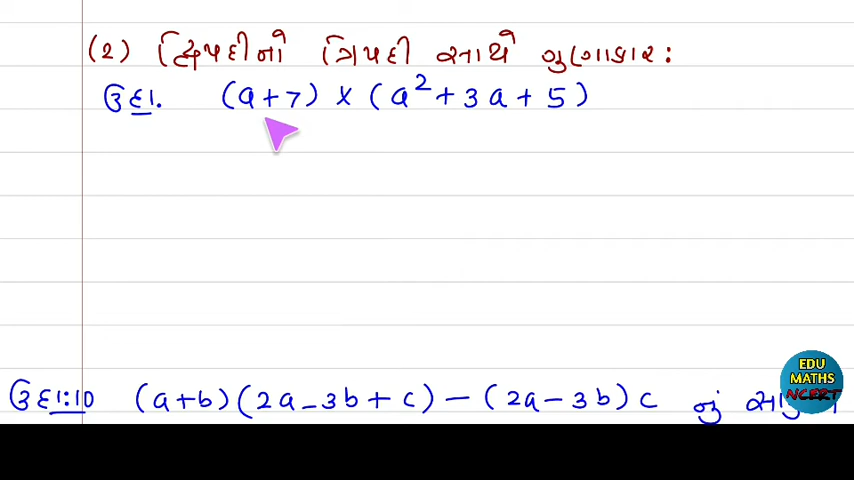 (2) દ્વિપદીનો ત્રિપદી સાથે ગુણાકાર :
ઉદા. (a+7) × (a² + 3a + 5)
EDU
MATHS
NCERT
ઉદા:10 (a+b)(2a-3b+c) - (2a-3b)c નું